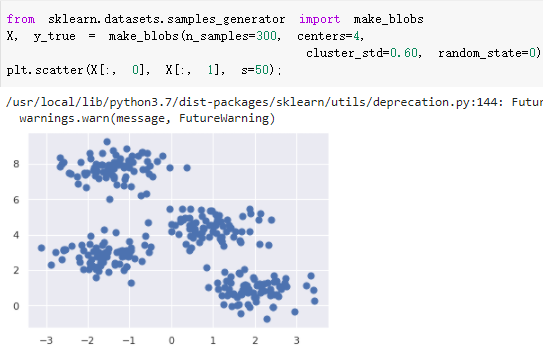 from sklearn.datasets.samples_generator import make_blobs
X, y_true = make_blobs(n_samples=300, centers=4,
cluster_std=0.60, random_state=0)
plt.scatter(X[:, 0], X[:, 1], s=50);
/usr/local/lib/python3.7/dist-packages/sklearn/utils/deprecation.py:144: Futur
warnings.warn(message, FutureWarning)
8
6
4
2
0
-3 -2 -1 0 1 2 3